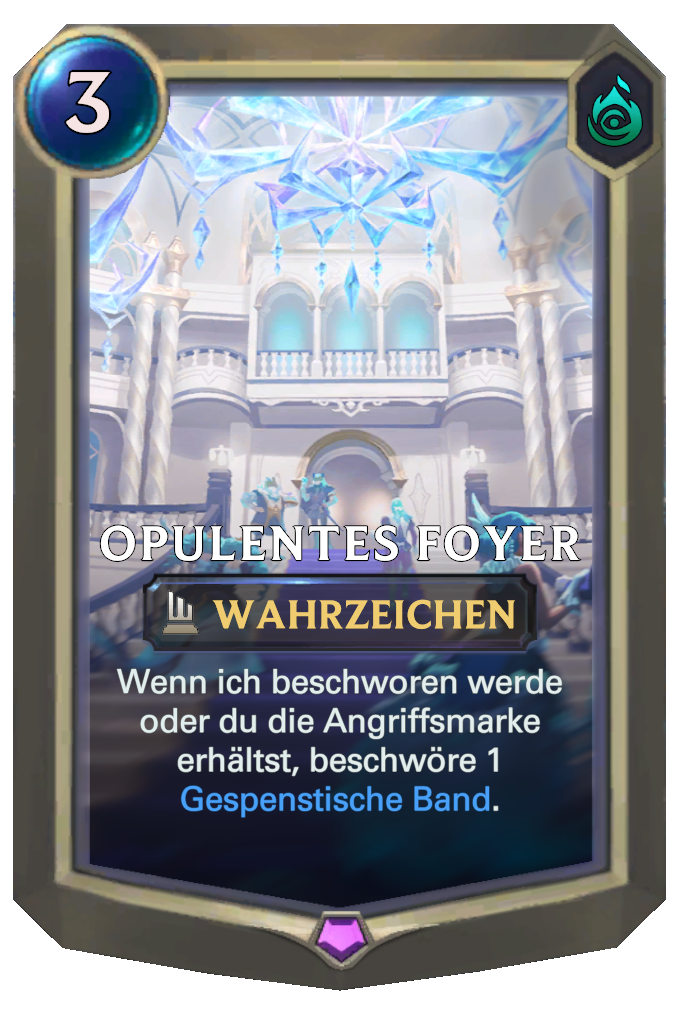 3
OPULENTES FOYER
WAHRZEICHEN
Wenn ich beschworen werde
oder du die Angriffsmarke
erhältst, beschwöre 1
Gespenstische Band.